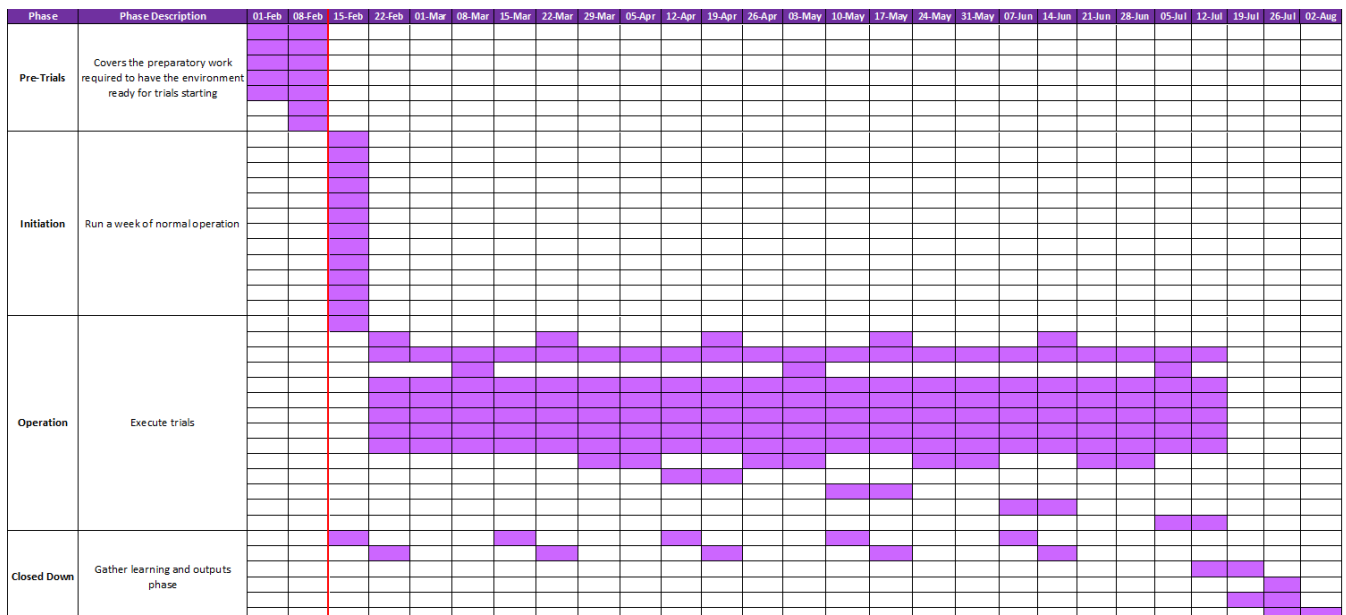 Phase Phase Description 01-Feb 08-Feb 15-Feb 22-Feb 01-Mar 08-Mar 15-Mar 22-Mar 29-Mar 05-Apr 12-Apr 19-Apr 26-Apr 03-May 10-May 17-May 24-May 31-May 07-Jun 14-Jun 21-Jun 28-Jun 05-Jul 12-Jul 19-Jul 26-Jul 02-Aug
Pre-Trials
Covers the preparatory work
required to have the environment
ready for trials starting
Initiation
Run a week of normal operation
Operation
Execute trials
Closed Down
Gather learning and outputs
phase